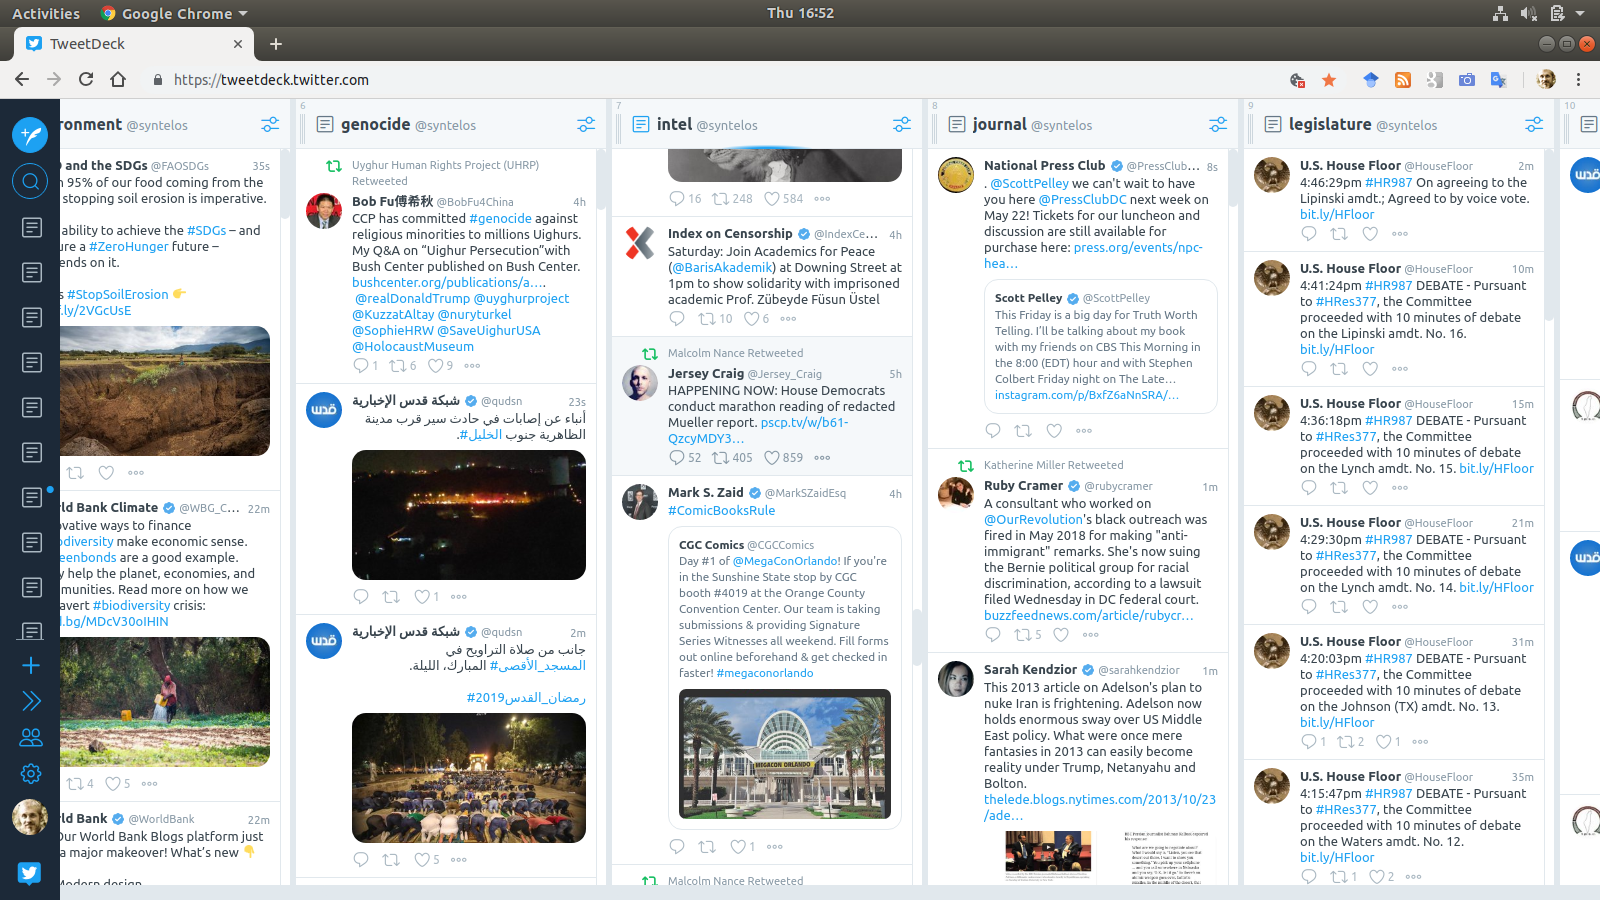 Activities
Google Chrome
Thu 16:52
TweetDeck
https://tweetdeck.twitter.com
ronment @syntelos
and the SDGs @FAOSDGs 35s
95% of our food coming from the
stopping soil erosion is imperative.
ability to achieve the #SDGs – and
ure a #ZeroHunger future –
ends on it.
#StopSoilErosion 👉
.ly/2VGcUsE
rld Bank Climate @WBG_C... 22m
ovative ways to finance
odiversity make economic sense.
eenbonds are a good example.
y help the planet, economies, and
mmunities. Read more on how we
avert #biodiversity crisis:
d.bg/MDcV30oIHIN
4 5
rld Bank @WorldBank 22m
Our World Bank Blogs platform just
a major makeover! What's new 👇
Modern design
6
genocide @syntelos
Uyghur Human Rights Project (UHRP)
Retweeted
Bob Fu傅希秋 @BobFu4China 4h
CCP has committed #genocide against
religious minorities to millions Uighurs.
My Q&A on “Uighur Persecution”with
Bush Center published on Bush Center.
bushcenter.org/publications/a….
@realDonaldTrump @uyghurproject
@KuzzatAltay @nuryturkel
@SophieHRW @SaveUighurUSA
@HolocaustMuseum
1 6 9
شبكة قدس الإخبارية @qudsn 23s
أنباء عن إصابات في حادث سير قرب مدينة
الظاهرية جنوب #الخليل.
1
شبكة قدس الإخبارية @qudsn 2m
جانب من صلاة التراويح في
#المسجد_الأقصى المبارك، الليلة.
#رمضان_القدس2019
5
7
intel @syntelos
16 248 584
Index on Censorship @IndexCe... 4h
Saturday: Join Academics for Peace
(@BarisAkademik) at Downing Street at
1pm to show solidarity with imprisoned
academic Prof. Zübeyde Füsun Üstel
10 6
Malcolm Nance Retweeted
Jersey Craig @Jersey_Craig 5h
HAPPENING NOW: House Democrats
conduct marathon reading of redacted
Mueller report. pscp.tv/w/b61-
QzcyMDY3…
52 405 859
Mark S. Zaid @MarkSZaidEsq 4h
#ComicBooksRule
CGC Comics @CGCComics
Day #1 of @MegaConOrlando! If you're
in the Sunshine State stop by CGC
booth #4019 at the Orange County
Convention Center. Our team is taking
submissions & providing Signature
Series Witnesses all weekend. Fill forms
out online beforehand & get checked in
faster! #megaconorlando
MEGACON ORLANDO
1
Malcolm Nance Retweeted
8
journal @syntelos
National Press Club @PressClub... 8s
. @ScottPelley we can't wait to have
you here @PressClubDC next week on
May 22! Tickets for our luncheon and
discussion are still available for
purchase here: press.org/events/npc-
hea…
Scott Pelley @ScottPelley
This Friday is a big day for Truth Worth
Telling. I’ll be talking about my book
with my friends on CBS This Morning in
the 8:00 (EDT) hour and with Stephen
Colbert Friday night on The Late…
instagram.com/p/BxfZ6aNnSRA/…
Katherine Miller Retweeted
Ruby Cramer @rubycramer 1m
A consultant who worked on
@OurRevolution's black outreach was
fired in May 2018 for making "anti-
immigrant" remarks. She's now suing
the Bernie political group for racial
discrimination, according to a lawsuit
filed Wednesday in DC federal court.
buzzfeednews.com/article/rubycr…
5
Sarah Kendzior @sarahkendzior 1m
This 2013 article on Adelson's plan to
nuke Iran is frightening. Adelson now
holds enormous sway over US Middle
East policy. What were once mere
fantasies in 2013 can easily become
reality under Trump, Netanyahu and
Bolton.
thelede.blogs.nytimes.com/2013/10/23
/ade…
9
legislature @syntelos
U.S. House Floor @HouseFloor 2m
4:46:29pm #HR987 On agreeing to the
Lipinski amdt.; Agreed to by voice vote.
bit.ly/HFloor
U.S. House Floor @HouseFloor 10m
4:41:24pm #HR987 DEBATE - Pursuant
to #HRes377, the Committee
proceeded with 10 minutes of debate
on the Lipinski amdt. No. 16.
bit.ly/HFloor
U.S. House Floor @HouseFloor 15m
4:36:18pm #HR987 DEBATE - Pursuant
to #HRes377, the Committee
proceeded with 10 minutes of debate
on the Lynch amdt. No. 15. bit.ly/HFloor
U.S. House Floor @HouseFloor 21m
4:29:30pm #HR987 DEBATE - Pursuant
to #HRes377, the Committee
proceeded with 10 minutes of debate
on the Lynch amdt. No. 14. bit.ly/HFloor
U.S. House Floor @HouseFloor 31m
4:20:03pm #HR987 DEBATE - Pursuant
to #HRes377, the Committee
proceeded with 10 minutes of debate
on the Johnson (TX) amdt. No. 13.
bit.ly/HFloor
1 2 1
U.S. House Floor @HouseFloor 35m
4:15:47pm #HR987 DEBATE - Pursuant
to #HRes377, the Committee
proceeded with 10 minutes of debate
on the Waters amdt. No. 12.
bit.ly/HFloor
1 2
10